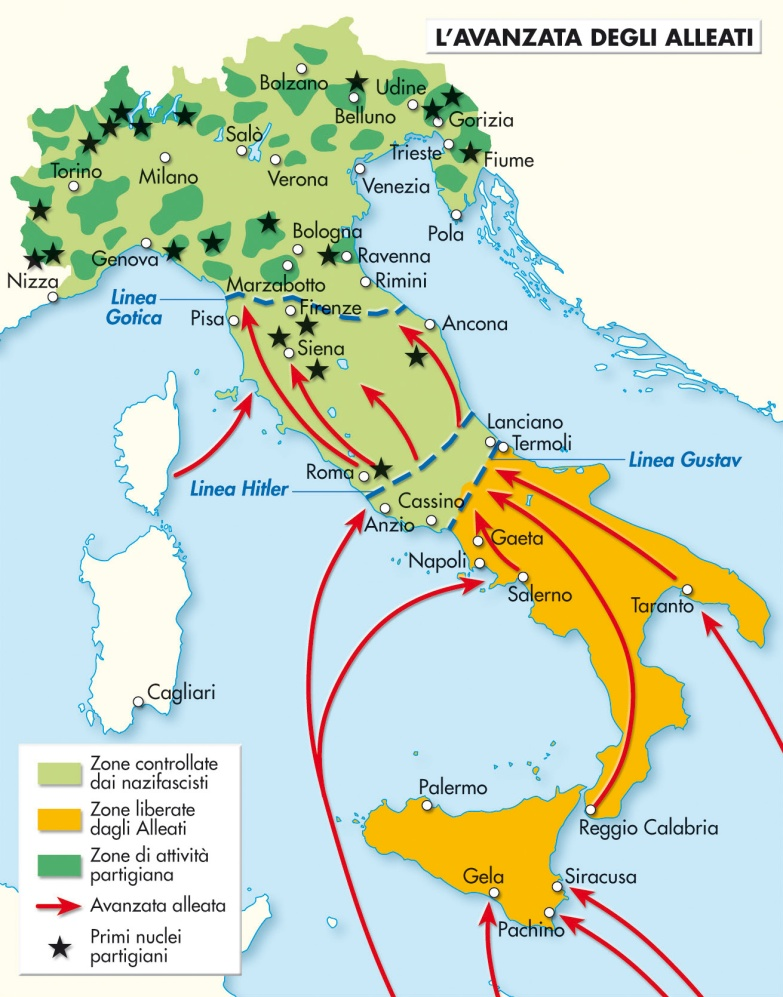 L'AVANZATA DEGLI ALLEATI
Bolzano
Udine
Belluno
Gorizia
Salò
Trieste
Fiume
Torino
Milano
Verona
Venezia
Pola
Bologna
Genova
Ravenna
Nizza
Marzabotto
Rimini
Linea
Gotica
Firenze
Pisa
Ancona
Siena
Lanciano
Termoli
Roma
Linea Gustav
Linea Hitler
Cassino
Anzio
Gaeta
Napoli
Salerno
Taranto
Cagliari
Zone controllate
dai nazifascisti
Zone liberate
dagli Alleati
Zone di attività
partigiana
Avanzata alleata
Primi nuclei
partigiani
Palermo
Reggio Calabria
Gela
Siracusa
Pachino